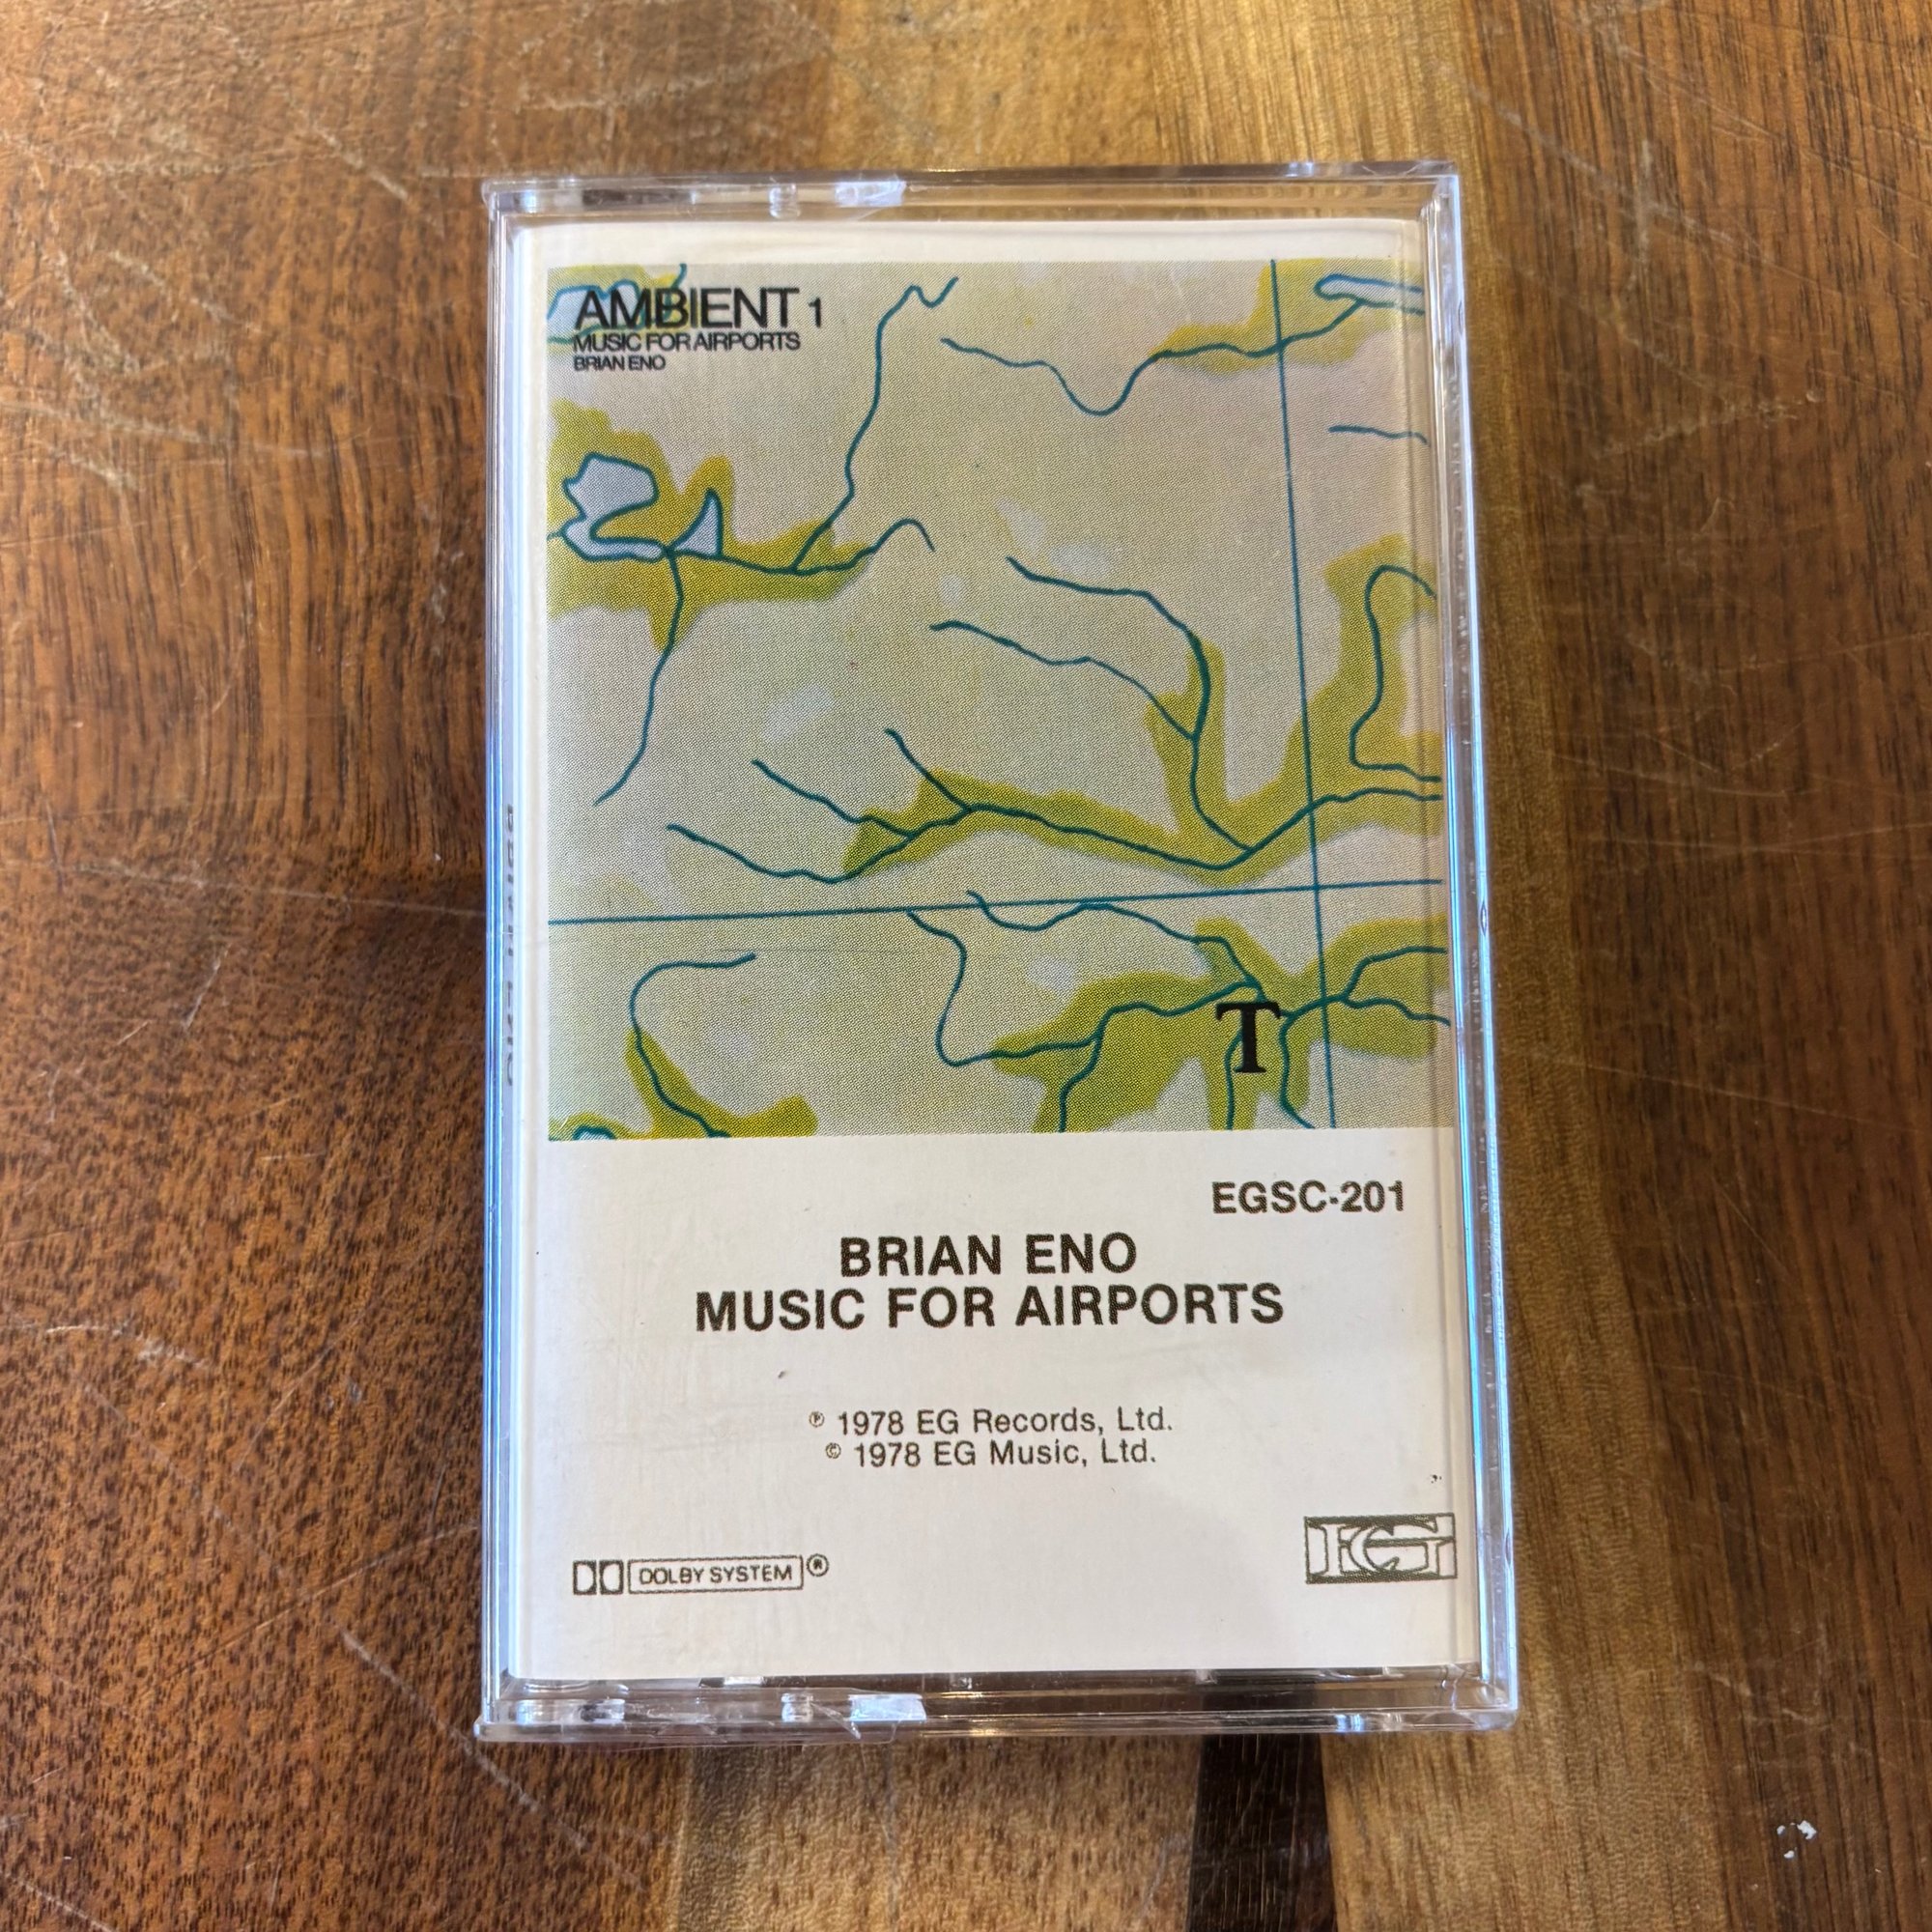 AMBIENT 1
MUSIC FOR AIRPORTS
BRIAN ENO
T
EGSC-201
BRIAN ENO
MUSIC FOR AIRPORTS
℗ 1978 EG Records, Ltd.
© 1978 EG Music, Ltd.
DOLBY SYSTEM®
EG